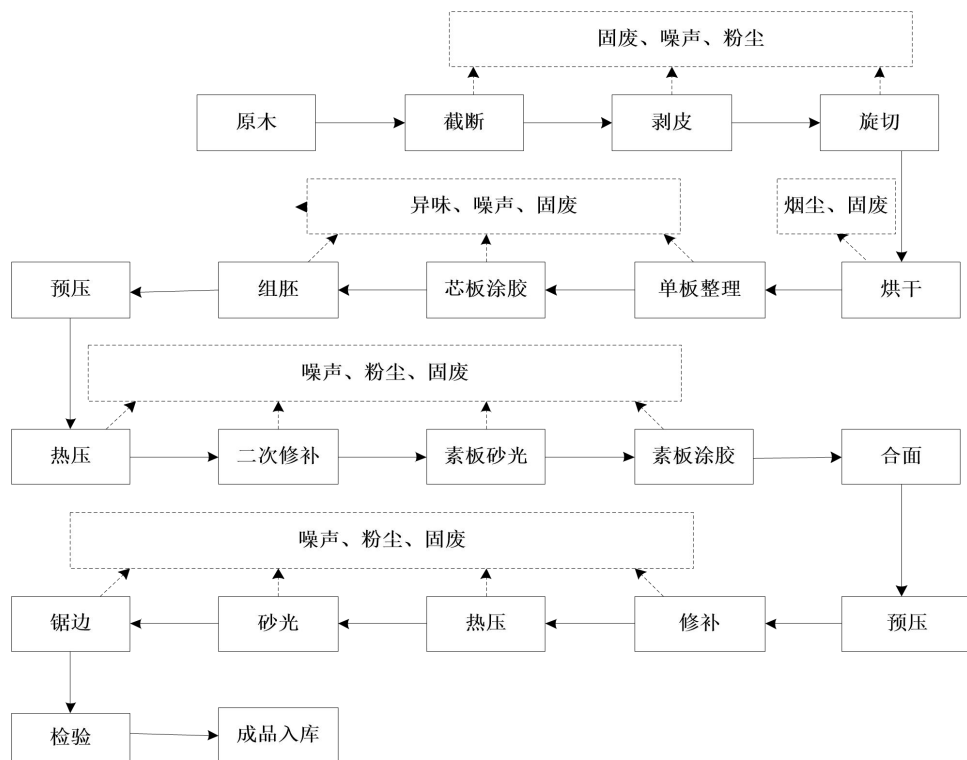 固废、噪声、粉尘
原木
截断
剥皮
旋切
异味、噪声、固废
烟尘、固废
预压
组胚
芯板涂胶
单板整理
烘干
噪声、粉尘、固废
热压
二次修补
素板砂光
素板涂胶
合面
噪声、粉尘、固废
锯边
砂光
热压
修补
预压
检验
成品入库